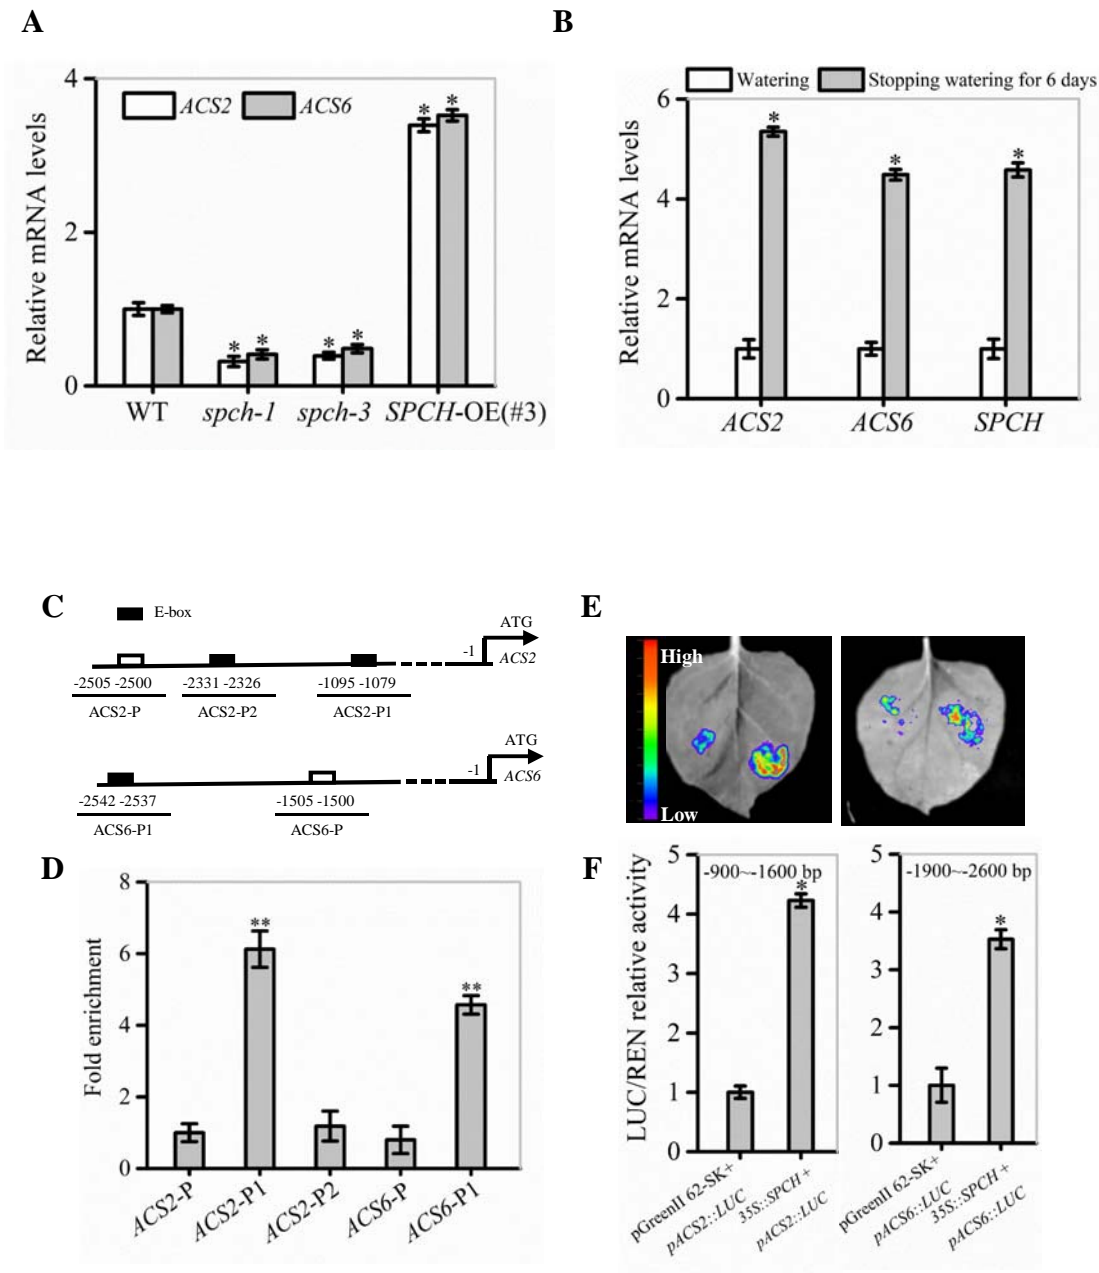 A
4
2
0
Relative mRNA levels
ACS2 ACS6
* * * * * *
WT spch-1 spch-3 SPCH-OE(#3)
B
Watering Stopping watering for 6 days
6
4
2
0
Relative mRNA levels
* * *
ACS2 ACS6 SPCH
C
E-box
ATG
-1 ACS2
-2505 -2500 -2331 -2326 -1095 -1079
ACS2-P ACS2-P2 ACS2-P1
ATG
-1 ACS6
-2542 -2537 -1505 -1500
ACS6-P1 ACS6-P
D
8
6
4
2
0
Fold enrichment
** **
ACS2-P ACS2-P1 ACS2-P2 ACS6-P ACS6-P1
E
High
Low
F
5
4
3
2
1
0
LUC/REN relative activity
-900~-1600 bp
*
pGreenII 62-SK+
pACS2::LUC
35S::SPCH +
pACS2::LUC
5
4
3
2
1
0
-1900~-2600 bp
*
pGreenII 62-SK+
pACS6::LUC
35S::SPCH +
pACS6::LUC